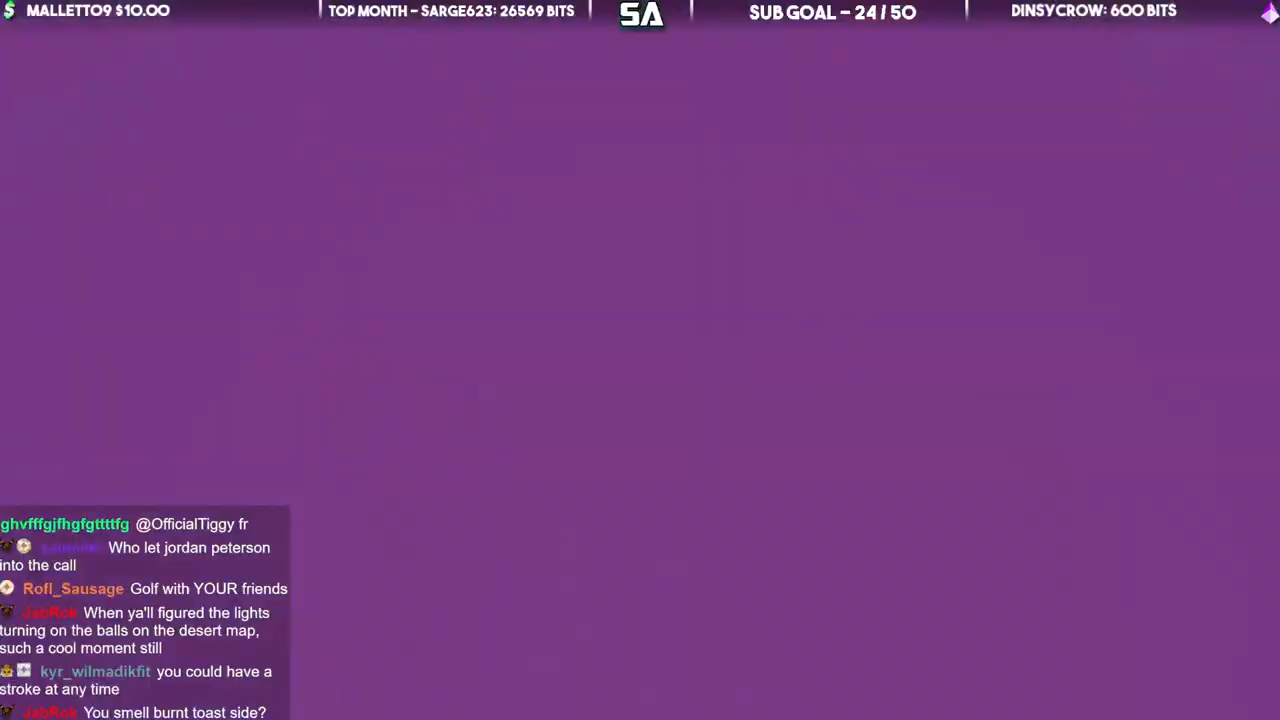 $ MALLETTO9 $10.00
TOP MONTH - SARGE623: 26569 BITS
SA
SUB GOAL - 24 / 50
DINSYCROW: 600 BITS
ghvfffgjfhgfgttttfg @OfficialTiggy fr
Who let jordan peterson
into the call
Rofl_Sausage Golf with YOUR friends
JabRok When ya'll figured the lights
turning on the balls on the desert map,
such a cool moment still
kyr_wilmadikfit you could have a
stroke at any time
JabRok You smell burnt toast side?